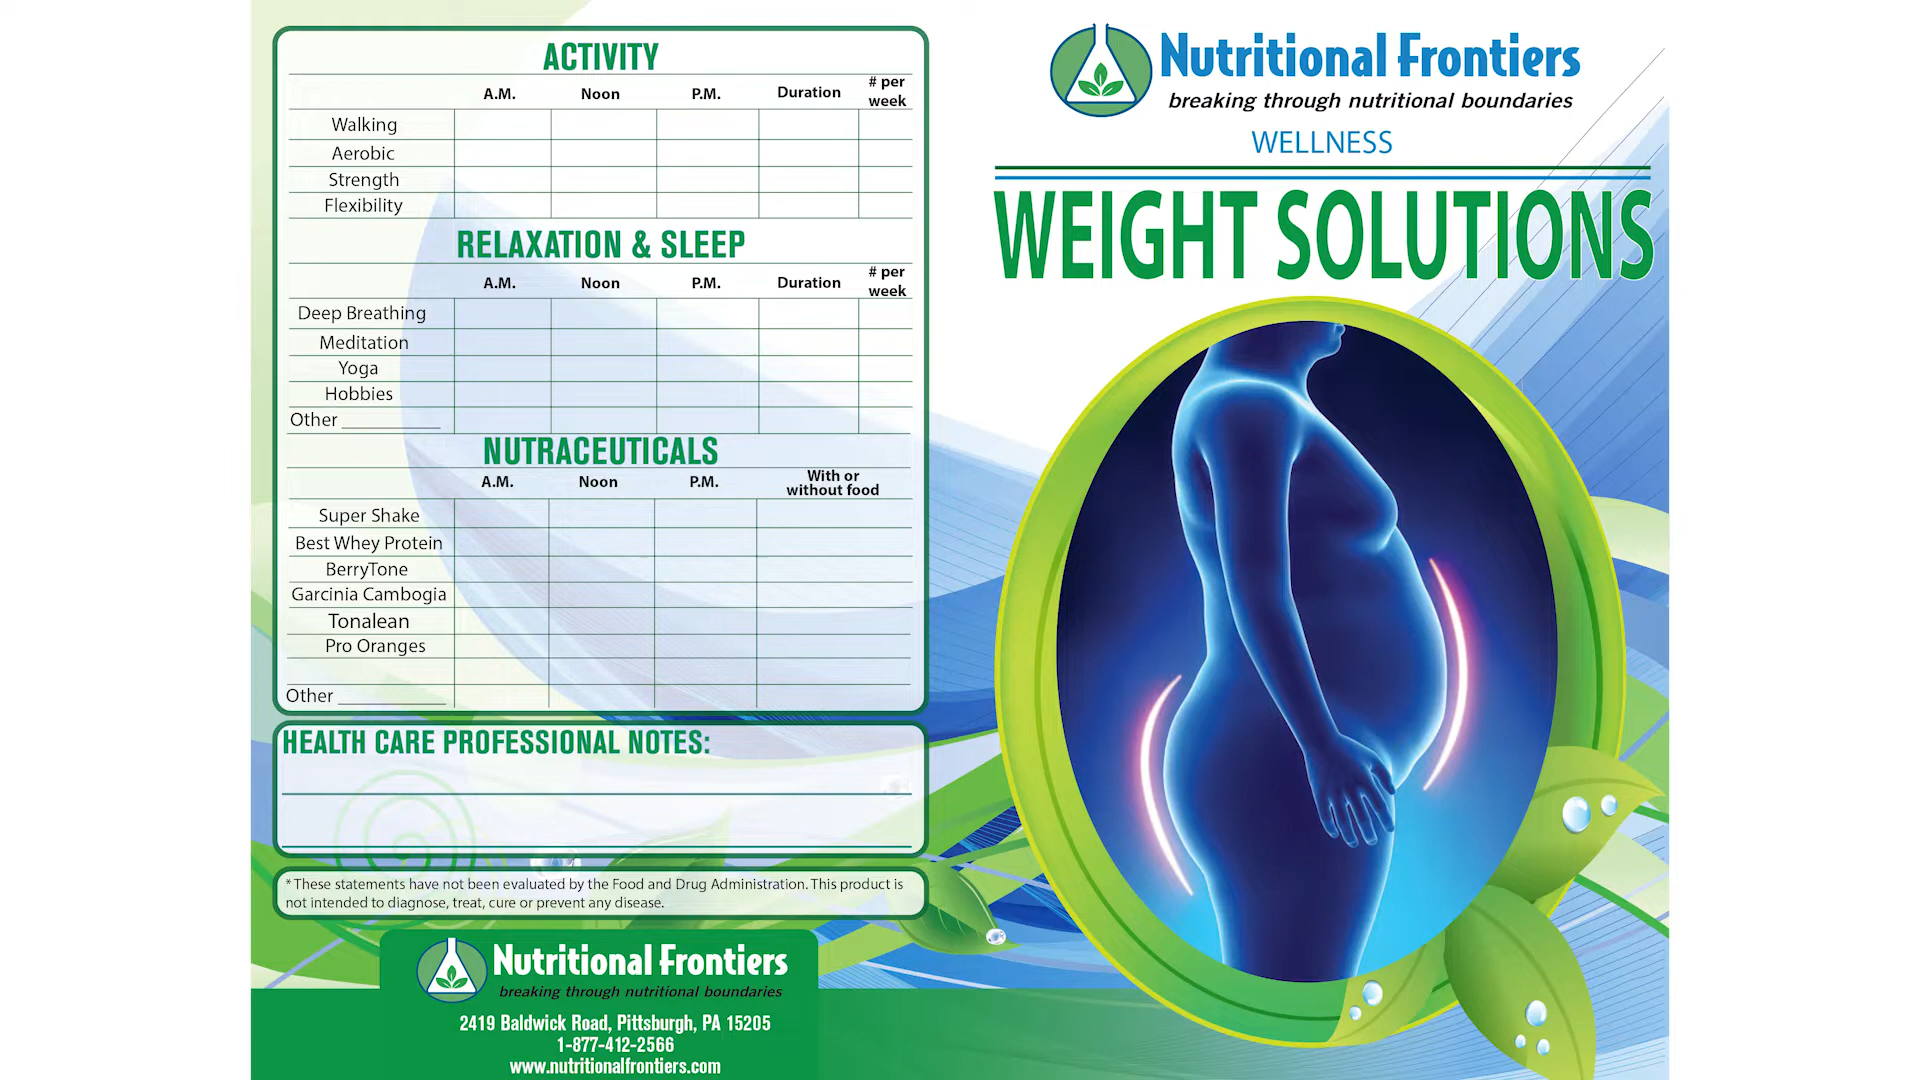 ACTIVITY
A.M. Noon P.M. Duration # per week
Walking
Aerobic
Strength
Flexibility
RELAXATION & SLEEP
A.M. Noon P.M. Duration # per week
Deep Breathing
Meditation
Yoga
Hobbies
Other ___________
NUTRACEUTICALS
A.M. Noon P.M. With or without food
Super Shake
Best Whey Protein
BerryTone
Garcinia Cambogia
Tonalean
Pro Oranges
Other ___________
HEALTH CARE PROFESSIONAL NOTES:
* These statements have not been evaluated by the Food and Drug Administration. This product is
not intended to diagnose, treat, cure or prevent any disease.
Nutritional Frontiers
breaking through nutritional boundaries
2419 Baldwick Road, Pittsburgh, PA 15205
1-877-412-2566
www.nutritionalfrontiers.com
Nutritional Frontiers
breaking through nutritional boundaries
WELLNESS
WEIGHT SOLUTIONS